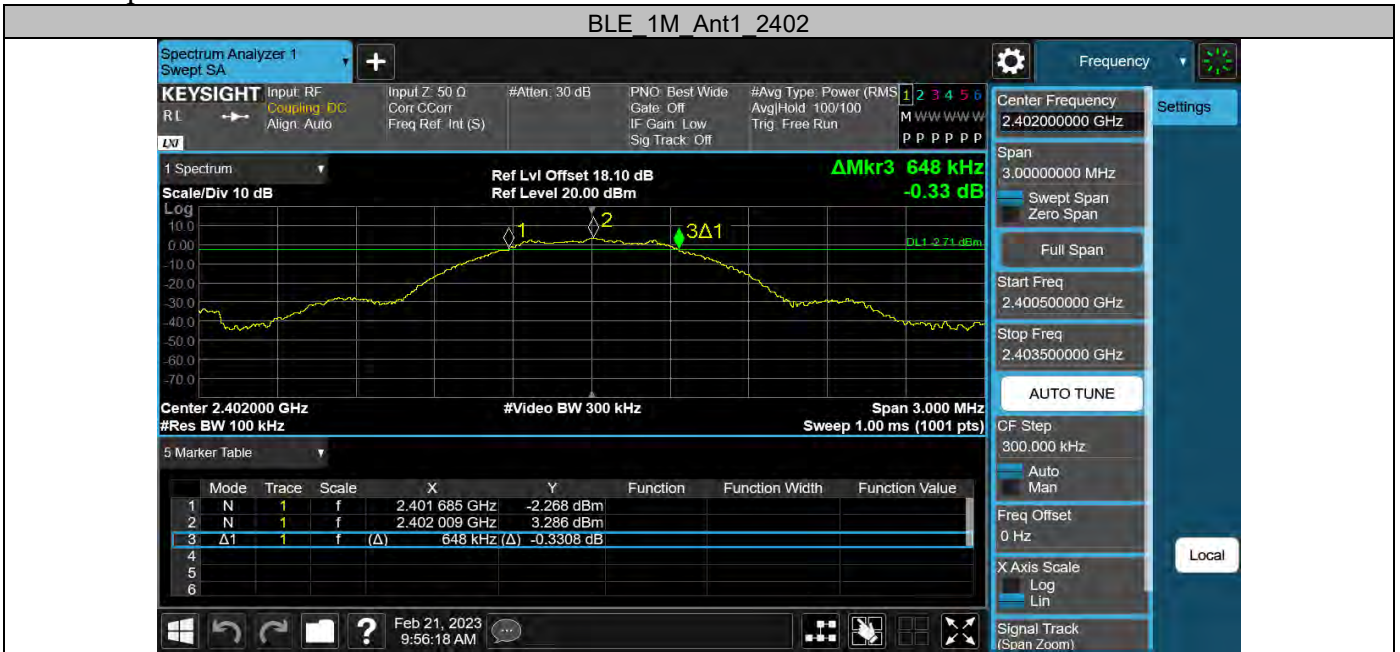 BLE_1M_Ant1_2402
Spectrum Analyzer 1
Swept SA
+
Frequency
KEYSIGHT
RL
LXI
Input: RF
Coupling: DC
Align: Auto
Input Z: 50 Ω
Corr CCorr
Freq Ref: Int (S)
#Atten: 30 dB
PNO: Best Wide
Gate: Off
IF Gain: Low
Sig Track: Off
#Avg Type: Power (RMS
Avg|Hold: 100/100
Trig: Free Run
1 2 3 4 5 6
M W W W W W
P P P P P P
1 Spectrum
Scale/Div 10 dB
Ref Lvl Offset 18.10 dB
Ref Level 20.00 dBm
ΔMkr3 648 kHz
-0.33 dB
Log
10.0
0.00
-10.0
-20.0
-30.0
-40.0
-50.0
-60.0
-70.0
1
2
3Δ1
DL1 -2.71 dBm
Center 2.402000 GHz
#Video BW 300 kHz
Span 3.000 MHz
#Res BW 100 kHz
Sweep 1.00 ms (1001 pts)
5 Marker Table
Mode Trace Scale X Y Function Function Width Function Value
1 N 1 f 2.401 685 GHz -2.268 dBm
2 N 1 f 2.402 009 GHz 3.286 dBm
3 Δ1 1 f (Δ) 648 kHz (Δ) -0.3308 dB
4
5
6
?
Feb 21, 2023
9:56:18 AM
Center Frequency
2.402000000 GHz
Settings
Span
3.00000000 MHz
Swept Span
Zero Span
Full Span
Start Freq
2.400500000 GHz
Stop Freq
2.403500000 GHz
AUTO TUNE
CF Step
300.000 kHz
Auto
Man
Freq Offset
0 Hz
Local
X Axis Scale
Log
Lin
Signal Track
(Span Zoom)